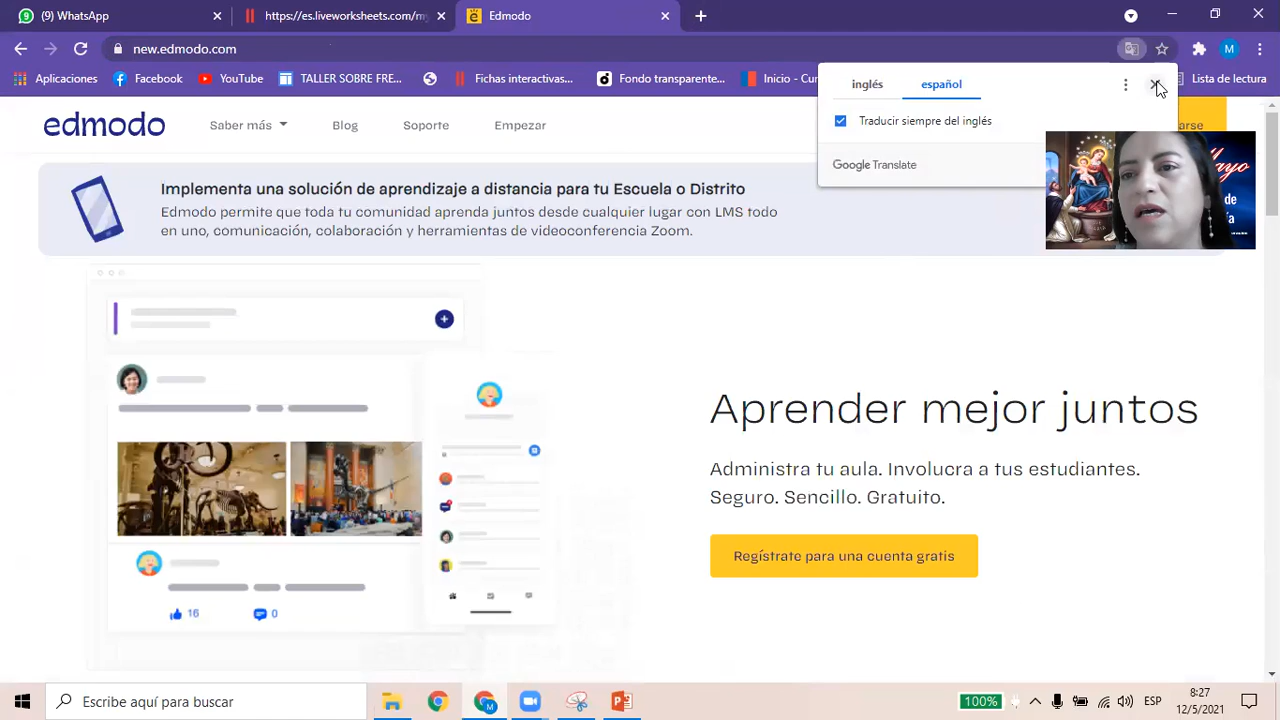 (9) WhatsApp
https://es.liveworksheets.com/my
Edmodo
new.edmodo.com
M
Aplicaciones
Facebook
YouTube
TALLER SOBRE FRE...
Fichas interactivas...
Fondo transparente...
Inicio - Cur
Lista de lectura
inglés
español
Traducir siempre del inglés
Google Translate
edmodo
Saber más
Blog
Soporte
Empezar
arse
Implementa una solución de aprendizaje a distancia para tu Escuela o Distrito
Edmodo permite que toda tu comunidad aprenda juntos desde cualquier lugar con LMS todo
en uno, comunicación, colaboración y herramientas de videoconferencia Zoom.
Mayo
de
ía
16
0
Aprender mejor juntos
Administra tu aula. Involucra a tus estudiantes.
Seguro. Sencillo. Gratuito.
Regístrate para una cuenta gratis
Escribe aquí para buscar
M
100%
ESP
8:27
12/5/2021